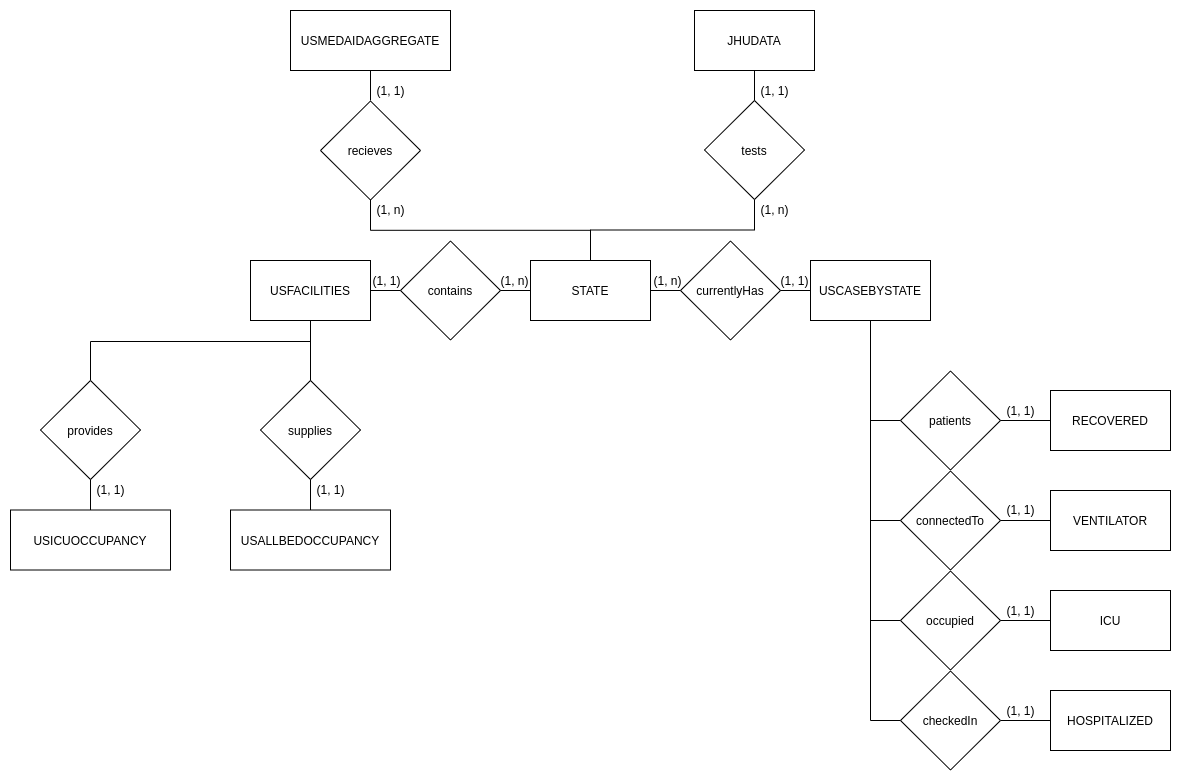 USMEDAIDAGGREGATE
JHUDATA
(1, 1)
(1, 1)
recieves
tests
(1, n)
(1, n)
USFACILITIES
(1, 1)
contains
(1, n)
STATE
(1, n)
currentlyHas
(1, 1)
USCASEBYSTATE
provides
supplies
(1, 1)
(1, 1)
USICUOCCUPANCY
USALLBEDOCCUPANCY
patients
(1, 1)
RECOVERED
connectedTo
(1, 1)
VENTILATOR
occupied
(1, 1)
ICU
checkedIn
(1, 1)
HOSPITALIZED